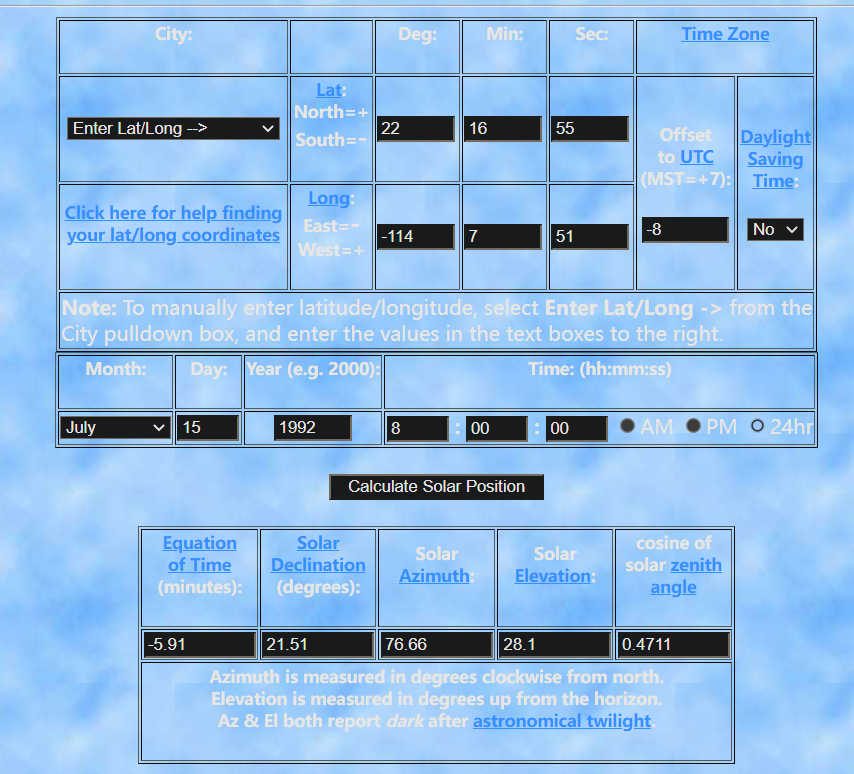 City: Deg: Min: Sec: Time Zone
Enter Lat/Long -->
Lat:
North=+
South=-
22 16 55
Offset
to UTC
(MST=+7):
-8
Daylight
Saving
Time:
No
Click here for help finding
your lat/long coordinates
Long:
East=-
West=+
-114 7 51
Note: To manually enter latitude/longitude, select Enter Lat/Long -> from the
City pulldown box, and enter the values in the text boxes to the right.
Month: Day: Year (e.g. 2000): Time: (hh:mm:ss)
July 15 1992 8 : 00 : 00 AM PM 24hr
Calculate Solar Position
Equation
of Time
(minutes):
Solar
Declination
(degrees):
Solar
Azimuth:
Solar
Elevation:
cosine of
solar zenith
angle
-5.91 21.51 76.66 28.1 0.4711
Azimuth is measured in degrees clockwise from north.
Elevation is measured in degrees up from the horizon.
Az & El both report dark after astronomical twilight.